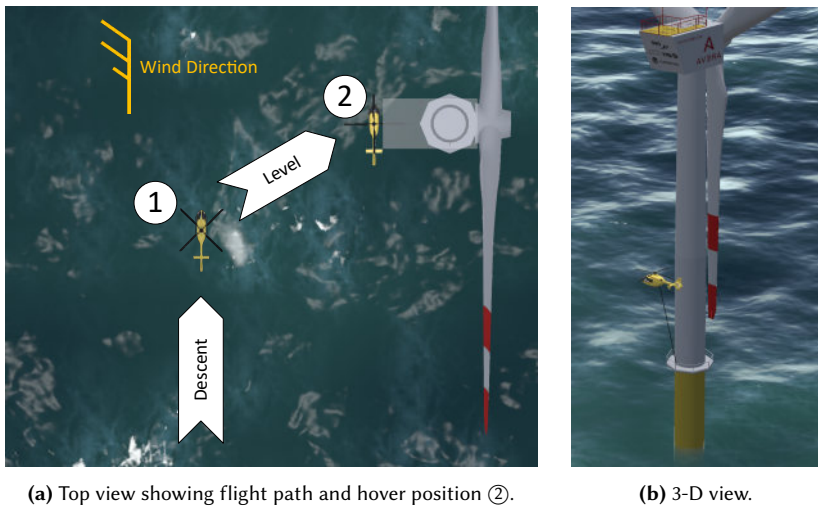 Wind Direction
2
Level
1
Descent
A
(a) Top view showing flight path and hover position ②.
(b) 3-D view.